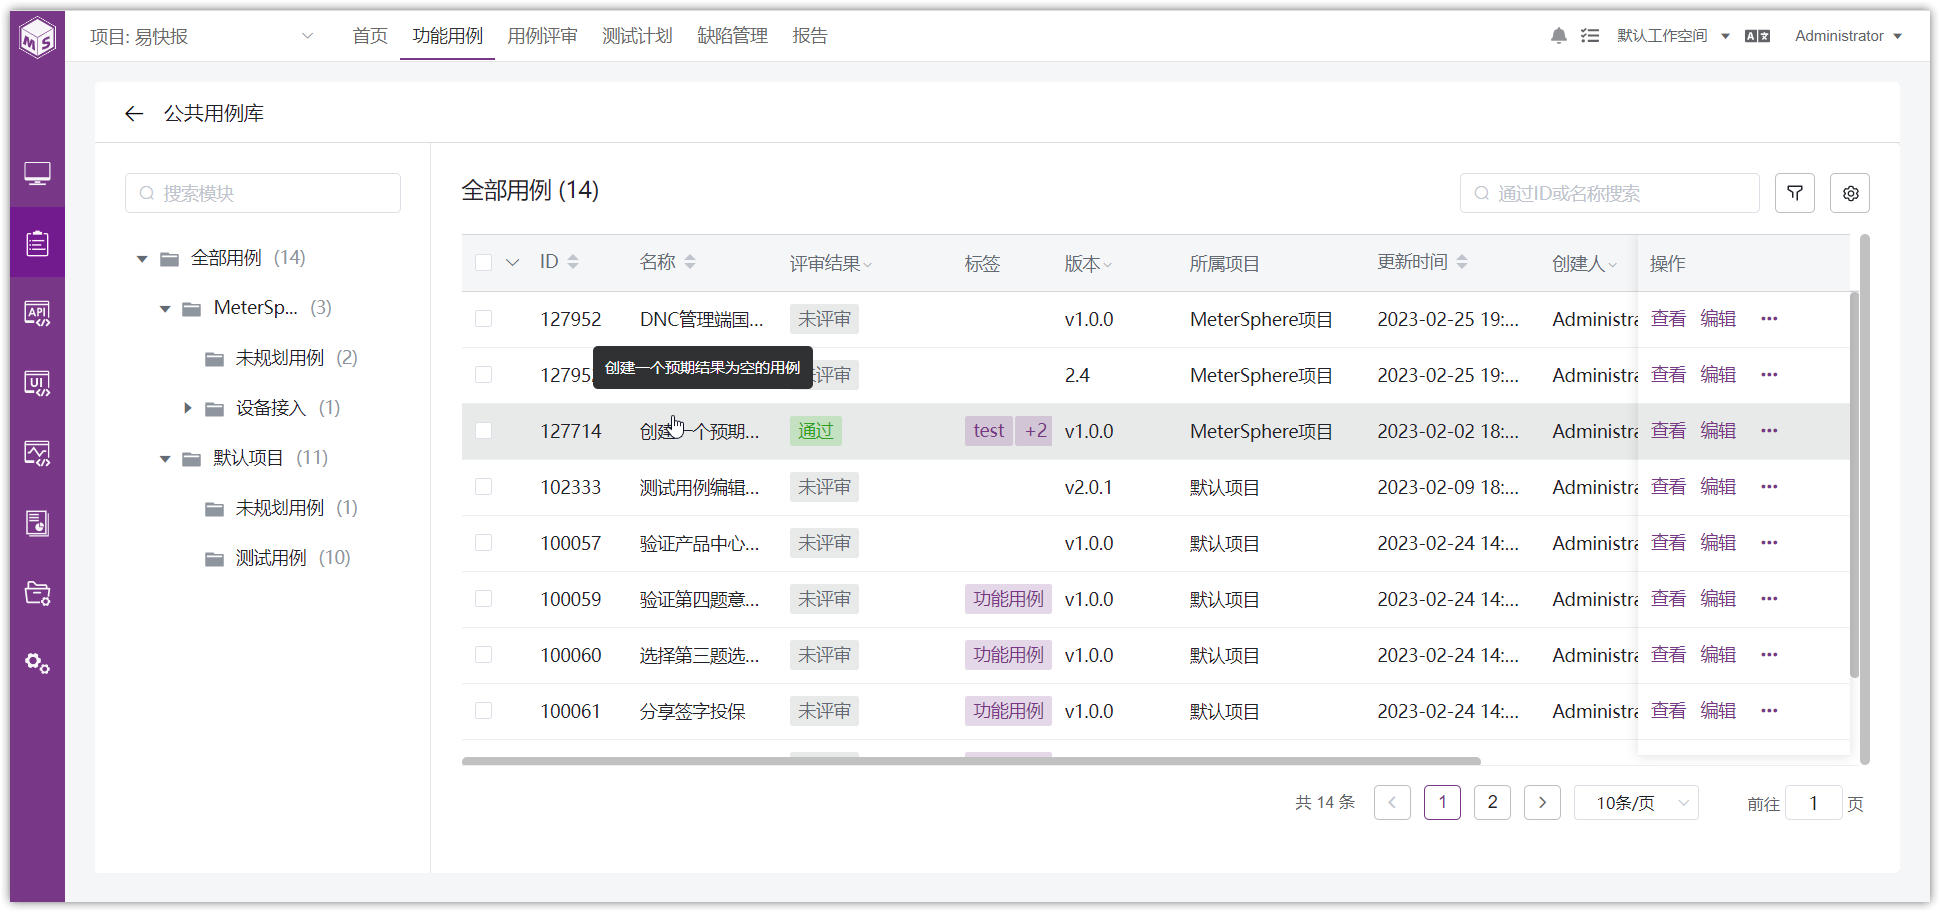 项目: 易快报
首页 功能用例 用例评审 测试计划 缺陷管理 报告
默认工作空间
Administrator
公共用例库
搜索模块
全部用例 (14)
MeterSp... (3)
未规划用例 (2)
设备接入 (1)
默认项目 (11)
未规划用例 (1)
测试用例 (10)
全部用例 (14)
通过ID或名称搜索
ID 名称 评审结果 标签 版本 所属项目 更新时间 创建人 操作
127952 DNC管理端国... 未评审 v1.0.0 MeterSphere项目 2023-02-25 19:... Administra 查看 编辑 •••
创建一个预期结果为空的用例
12795 评审 2.4 MeterSphere项目 2023-02-25 15:... Administra 查看 编辑 •••
127714 创建一个预期... 通过 test +2 v1.0.0 MeterSphere项目 2023-02-02 18:... Administra 查看 编辑 •••
102333 测试用例编辑... 未评审 v2.0.1 默认项目 2023-02-09 18:... Administra 查看 编辑 •••
100057 验证产品中心... 未评审 v1.0.0 默认项目 2023-02-24 14:... Administra 查看 编辑 •••
100059 验证第四题意... 未评审 功能用例 v1.0.0 默认项目 2023-02-24 14:... Administra 查看 编辑 •••
100060 选择第三题选... 未评审 功能用例 v1.0.0 默认项目 2023-02-24 14:... Administra 查看 编辑 •••
100061 分享签字投保 未评审 功能用例 v1.0.0 默认项目 2023-02-24 14:... Administra 查看 编辑 •••
共 14 条 1 2 10条/页 前往 1 页
MS
API
UI